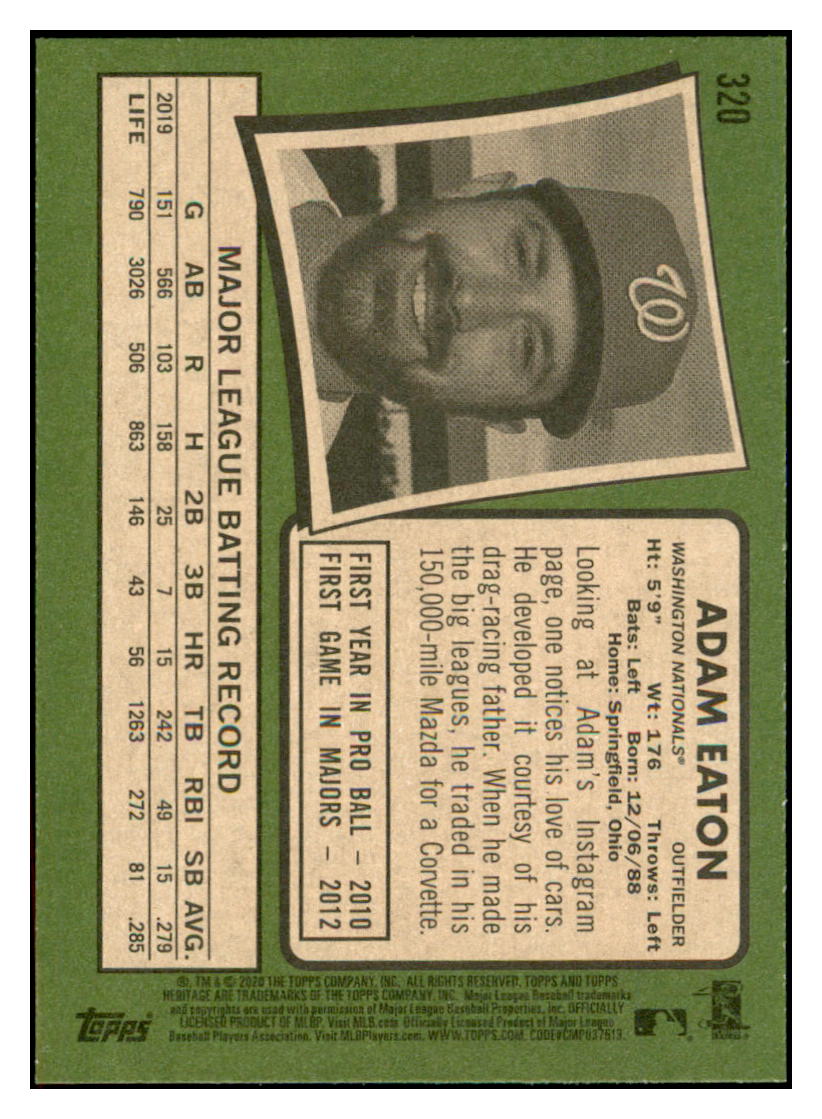 320
W
ADAM EATON
WASHINGTON NATIONALS® OUTFIELDER
Ht: 5'9" Wt: 176 Throws: Left
Bats: Left Born: 12/06/88
Home: Springfield, Ohio
Looking at Adam's Instagram
page, one notices his love of cars.
He developed it courtesy of his
drag-racing father. When he made
the big leagues, he traded in his
150,000-mile Mazda for a Corvette.
FIRST YEAR IN PRO BALL – 2010
FIRST GAME IN MAJORS – 2012
MAJOR LEAGUE BATTING RECORD
G AB R H 2B 3B HR TB RBI SB AVG.
2019 151 566 103 158 25 7 15 242 49 15 .279
LIFE 790 3026 506 863 146 43 56 1263 272 81 .285
®, TM & © 2020 THE TOPPS COMPANY, INC. ALL RIGHTS RESERVED. TOPPS AND TOPPS
HERITAGE ARE TRADEMARKS OF THE TOPPS COMPANY, INC. Major League Baseball trademarks
and copyrights are used with permission of Major League Baseball Properties, Inc. OFFICIALLY
LICENSED PRODUCT OF MLBP. Visit MLB.com Officially Licensed Product of Major League
Baseball Players Association. Visit MLBPlayers.com. WWW.TOPPS.COM. CODE#CMP037613
Topps